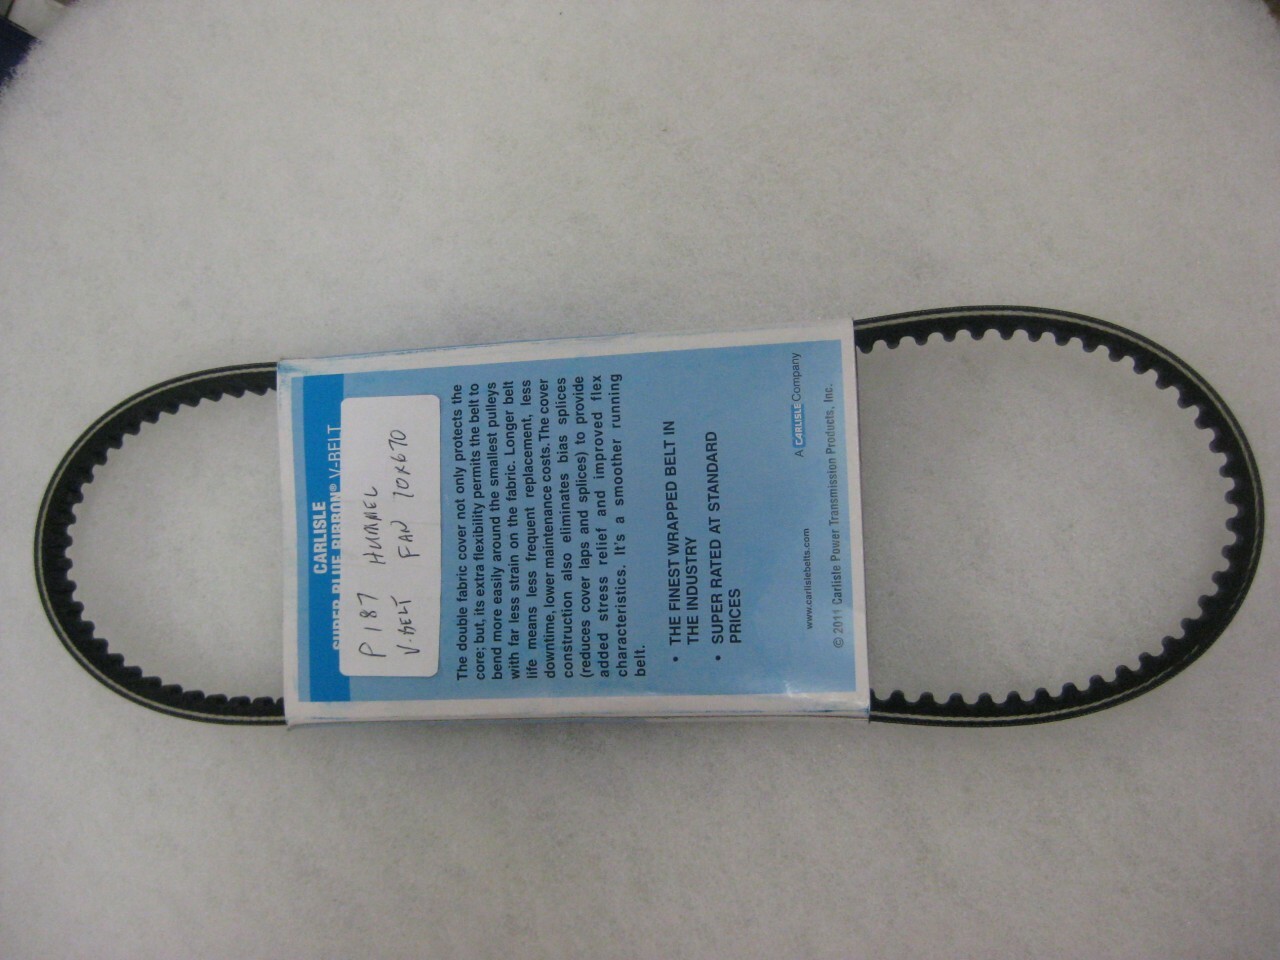 CARLISLE
SUPER BLUE RIBBON® V-BELT
P187 HUMMEL
V-BELT FAN 10X670
The double fabric cover not only protects the
core; but, its extra flexibility permits the belt to
bend more easily around the smallest pulleys
with far less strain on the fabric. Longer belt
life means less frequent replacement, less
downtime, lower maintenance costs. The cover
construction also eliminates bias splices
(reduces cover laps and splices) to provide
added stress relief and improved flex
characteristics. It's a smoother running
belt.
• THE FINEST WRAPPED BELT IN
THE INDUSTRY
• SUPER RATED AT STANDARD
PRICES
www.carlislebelts.com
A CARLISLE Company
© 2011 Carlisle Power Transmission Products, Inc.